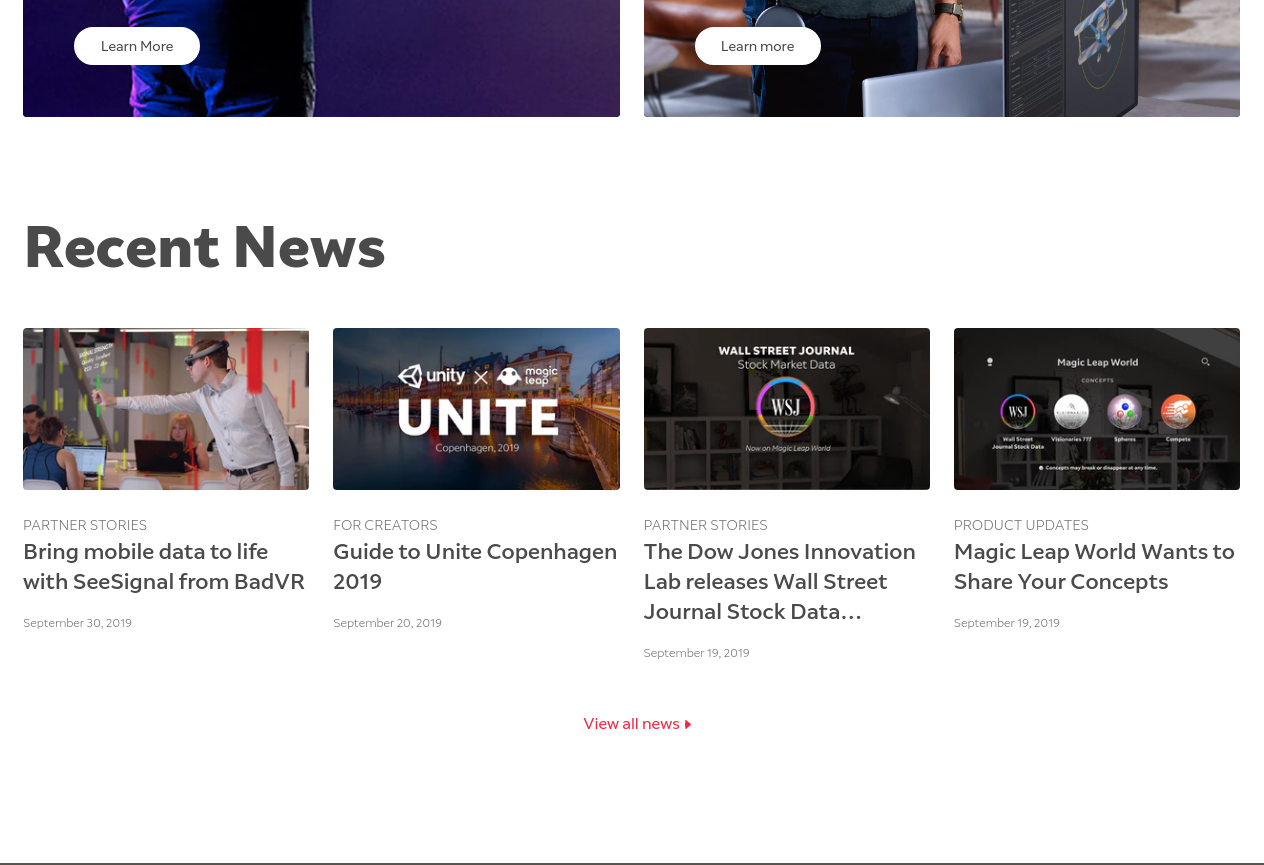 Learn More
Learn more
Recent News
unity × magic leap
UNITE
Copenhagen, 2019
WALL STREET JOURNAL
Stock Market Data
WSJ
Now on Magic Leap World
Magic Leap World
CONCEPTS
WSJ
Wall Street
Journal Stock Data
Visionaries 777
Spheres
Compete
Concepts may break or disappear at any time.
PARTNER STORIES
Bring mobile data to life
with SeeSignal from BadVR
September 30, 2019
FOR CREATORS
Guide to Unite Copenhagen
2019
September 20, 2019
PARTNER STORIES
The Dow Jones Innovation
Lab releases Wall Street
Journal Stock Data...
September 19, 2019
PRODUCT UPDATES
Magic Leap World Wants to
Share Your Concepts
September 19, 2019
View all news